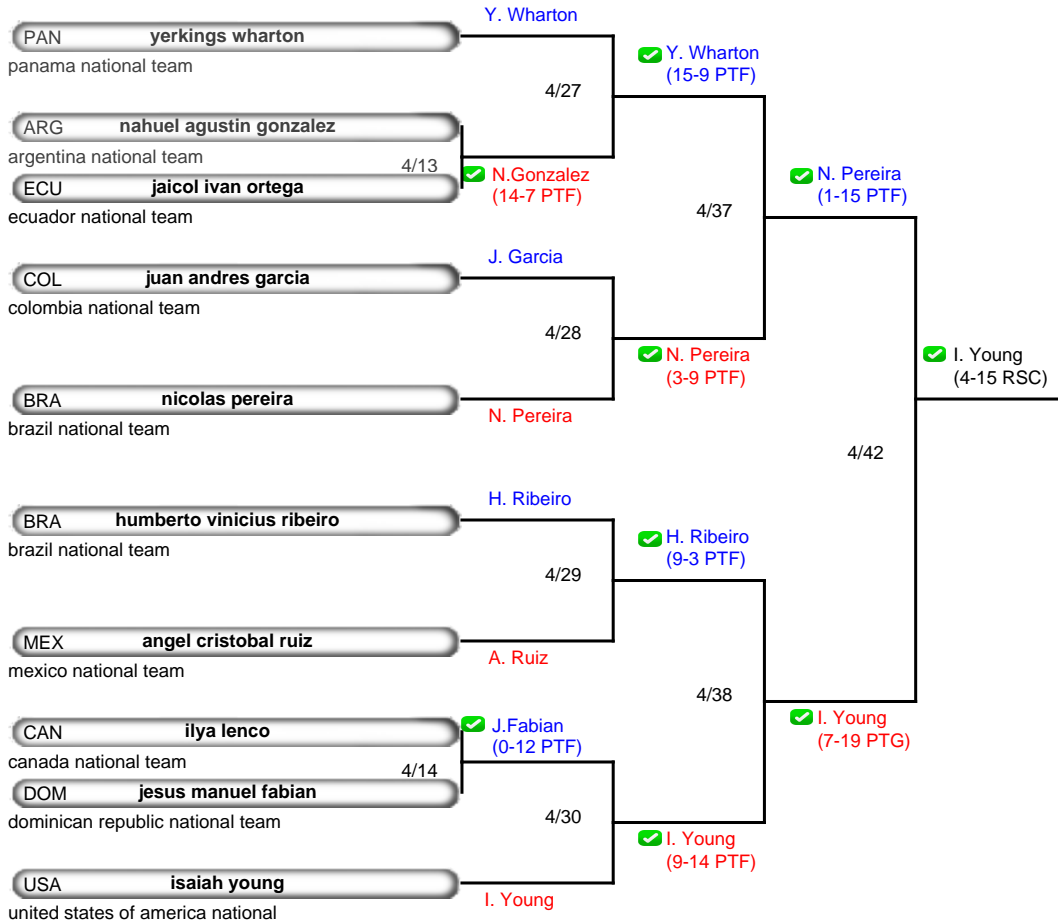 Y. Wharton
PAN yerkings wharton
panama national team
Y. Wharton
(15-9 PTF)
4/27
ARG nahuel agustin gonzalez
argentina national team
4/13
N.Gonzalez
(14-7 PTF)
ECU jaicol ivan ortega
ecuador national team
N. Pereira
(1-15 PTF)
4/37
J. Garcia
COL juan andres garcia
colombia national team
4/28
N. Pereira
(3-9 PTF)
I. Young
(4-15 RSC)
BRA nicolas pereira
brazil national team
N. Pereira
4/42
H. Ribeiro
BRA humberto vinicius ribeiro
brazil national team
H. Ribeiro
(9-3 PTF)
4/29
MEX angel cristobal ruiz
mexico national team
A. Ruiz
4/38
I. Young
(7-19 PTG)
CAN ilya lenco
canada national team
J.Fabian
(0-12 PTF)
4/14
DOM jesus manuel fabian
dominican republic national team
4/30
I. Young
(9-14 PTF)
USA isaiah young
united states of america national
I. Young